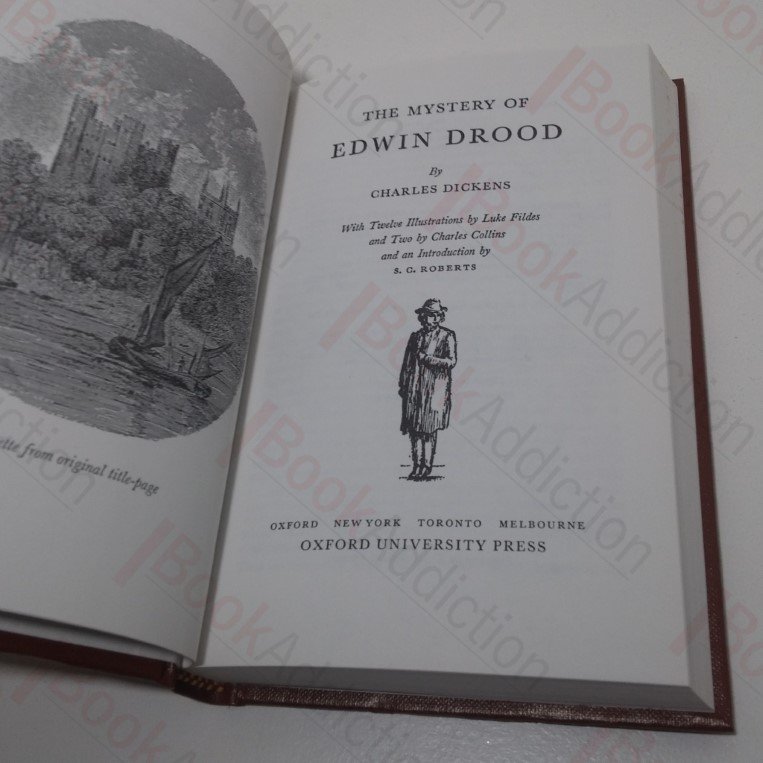 ette from original title-page
THE MYSTERY OF
EDWIN DROOD
By
CHARLES DICKENS
With Twelve Illustrations by Luke Fildes
and Two by Charles Collins
and an Introduction by
S. C. ROBERTS
OXFORD NEW YORK TORONTO MELBOURNE
OXFORD UNIVERSITY PRESS
BookAddiction